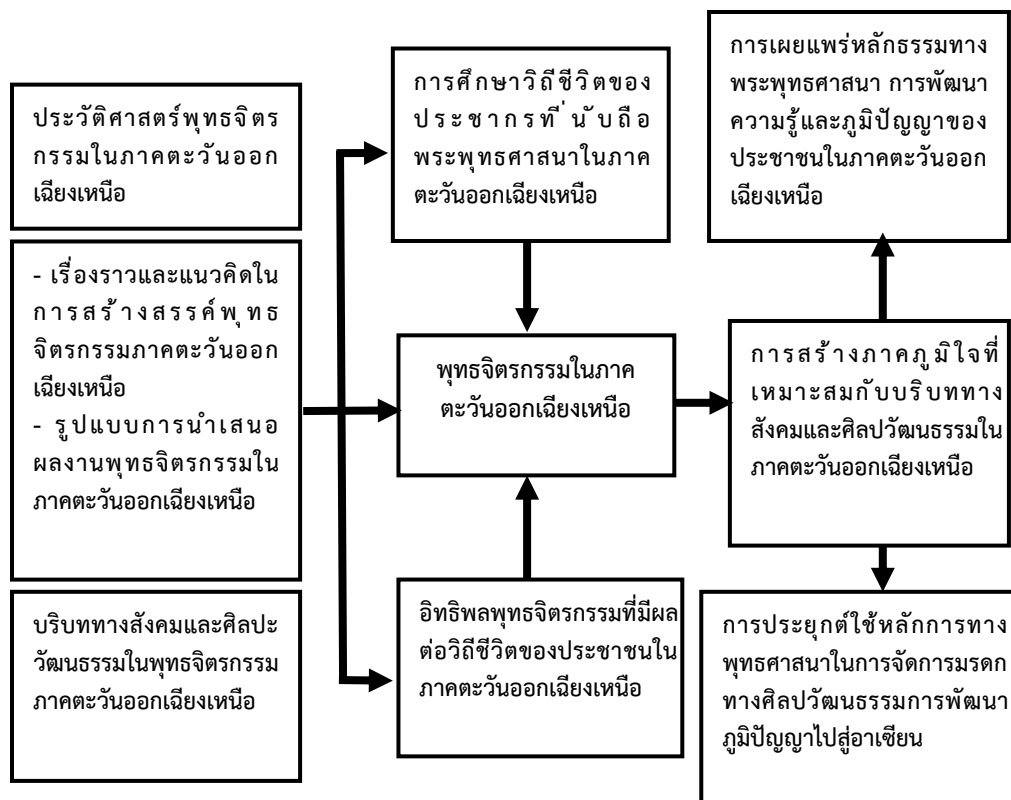 ประวัติศาสตร์พุทธจิตร
กรรมในภาคตะวันออก
เฉียงเหนือ
- เรื่องราวและแนวคิดใน
การสร้างสรรค์พุทธ
จิตรกรรมภาคตะวันออก
เฉียงเหนือ
- รูปแบบการนำเสนอ
ผลงานพุทธจิตรกรรมใน
ภาคตะวันออกเฉียงเหนือ
บริบททางสังคมและศิลปะ
วัฒนธรรมในพุทธจิตรกรรม
ภาคตะวันออกเฉียงเหนือ
การศึกษาวิถีชีวิตของ
ประชากรที่นับถือ
พระพุทธศาสนาในภาค
ตะวันออกเฉียงเหนือ
พุทธจิตรกรรมในภาค
ตะวันออกเฉียงเหนือ
อิทธิพลพุทธจิตรกรรมที่มีผล
ต่อวิถีชีวิตของประชาชนใน
ภาคตะวันออกเฉียงเหนือ
การเผยแพร่หลักธรรมทาง
พระพุทธศาสนา การพัฒนา
ความรู้และภูมิปัญญาของ
ประชาชนในภาคตะวันออก
เฉียงเหนือ
การสร้างภาคภูมิใจที่
เหมาะสมกับบริบททาง
สังคมและศิลปวัฒนธรรมใน
ภาคตะวันออกเฉียงเหนือ
การประยุกต์ใช้หลักการทาง
พุทธศาสนาในการจัดการมรดก
ทางศิลปวัฒนธรรมการพัฒนา
ภูมิปัญญาไปสู่อาเซียน